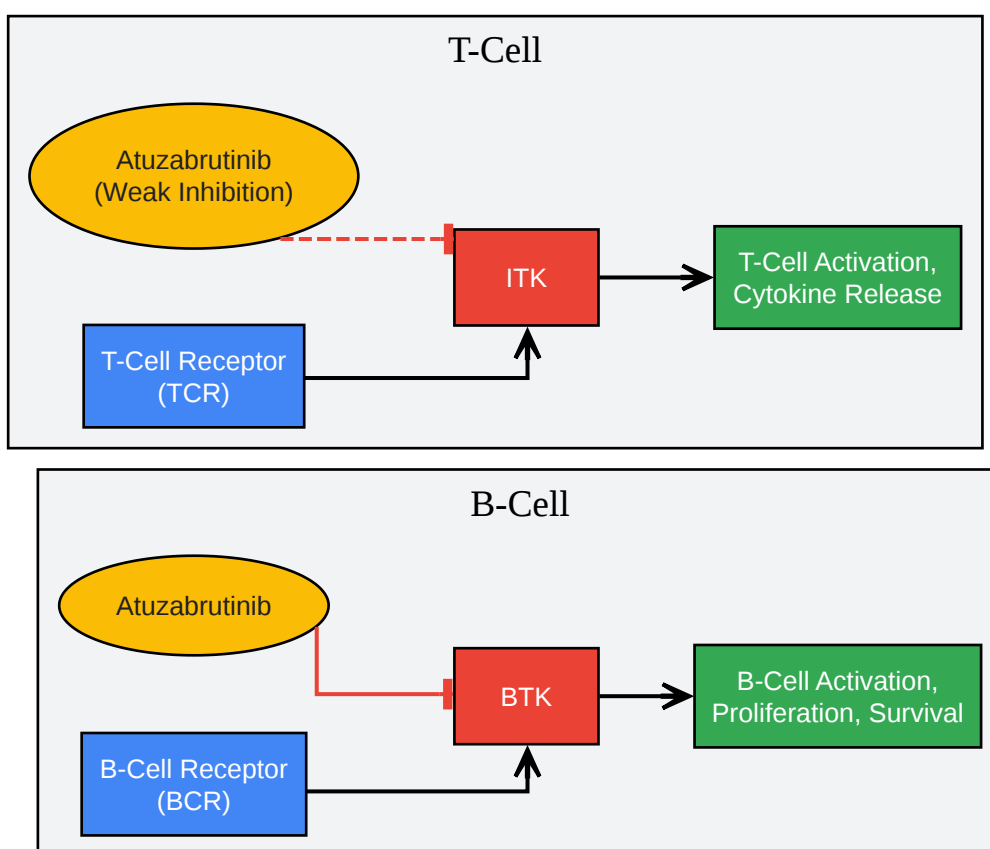 T-Cell
Atuzabrutinib
(Weak Inhibition)
ITK
T-Cell Activation,
Cytokine Release
T-Cell Receptor
(TCR)
B-Cell
Atuzabrutinib
BTK
B-Cell Activation,
Proliferation, Survival
B-Cell Receptor
(BCR)